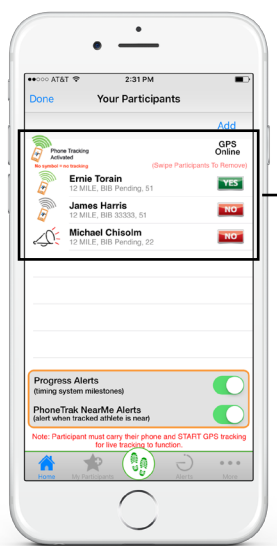 ●●○○○ AT&T 2:31 PM
Done Your Participants
Add
Phone Tracking
Activated
GPS
Online
No symbol = no tracking
(Swipe Participants To Remove)
Ernie Torain
12 MILE, BIB Pending, 51
YES
James Harris
12 MILE, BIB 33333, 51
NO
Michael Chisolm
12 MILE, BIB Pending, 22
NO
Progress Alerts
(timing system milestones)
PhoneTrak NearMe Alerts
(alert when tracked athlete is near)
Note: Participant must carry their phone and START GPS tracking
for live tracking to function.
Home My Participants Alerts More